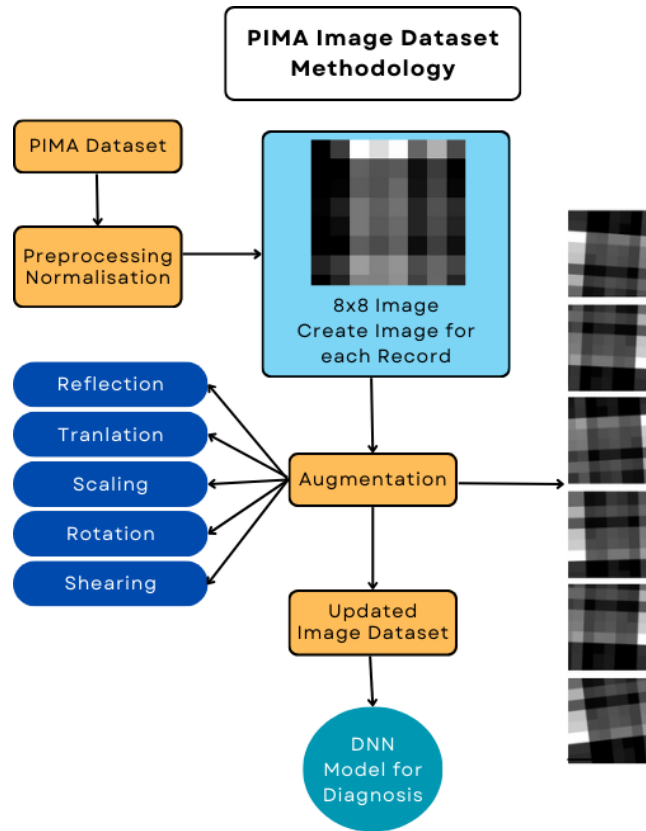 PIMA Image Dataset
Methodology
PIMA Dataset
Preprocessing
Normalisation
8x8 Image
Create Image for
each Record
Reflection
Tranlation
Scaling
Rotation
Shearing
Augmentation
Updated
Image Dataset
DNN
Model for
Diagnosis